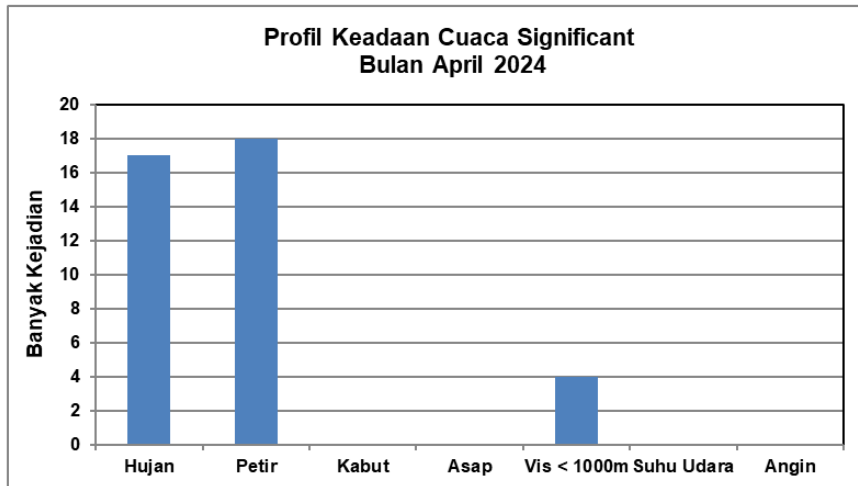 Profil Keadaan Cuaca Significant
Bulan April 2024
Banyak Kejadian
20
18
16
14
12
10
8
6
4
2
0
Hujan Petir Kabut Asap Vis < 1000m Suhu Udara Angin